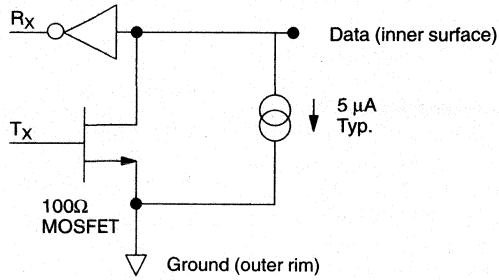 RX
Data (inner surface)
5 μA
Typ.
TX
100Ω
MOSFET
Ground (outer rim)